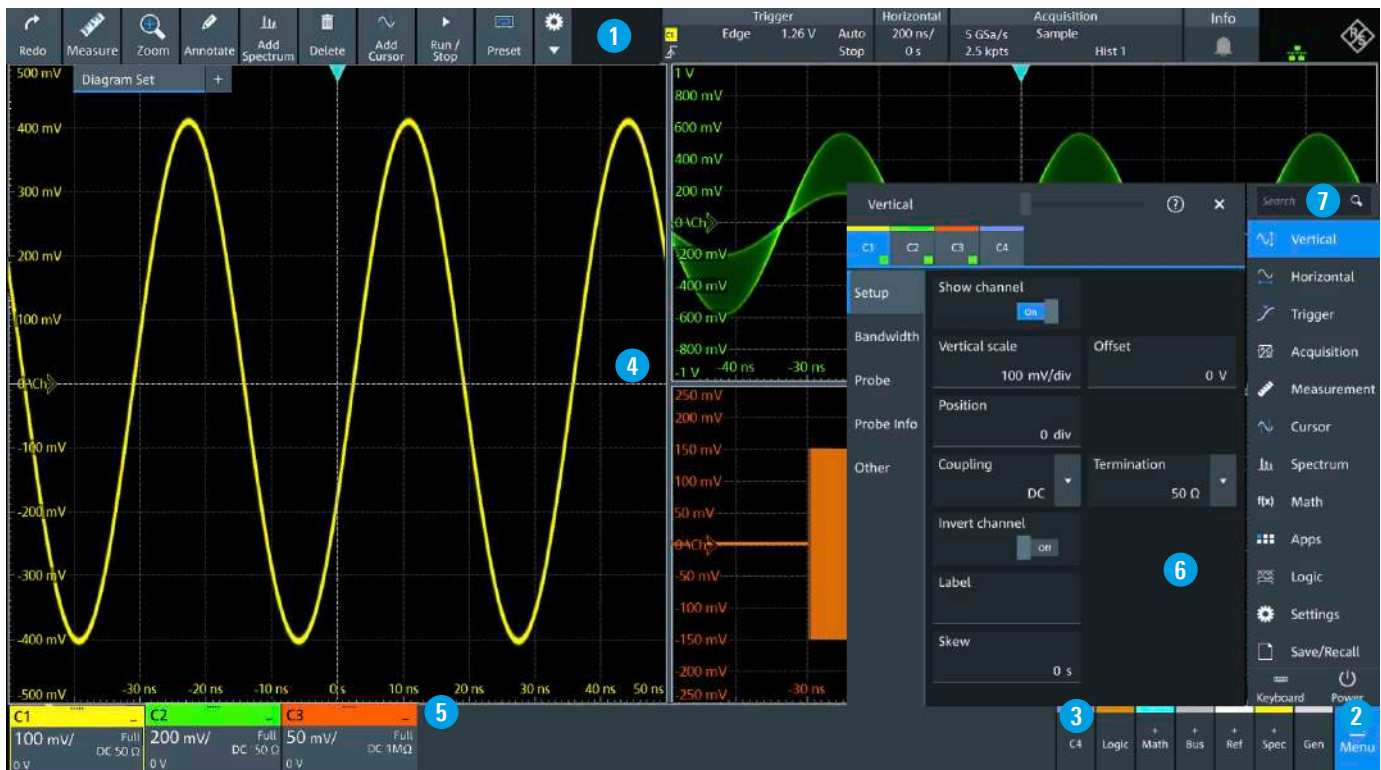 Redo Measure Zoom Annotate Add Spectrum Delete Add Cursor Run / Stop Preset
1
Trigger
C1 Edge 1.26 V Auto
Stop
Horizontal
200 ns/
0 s
Acquisition
5 GSa/s Sample
2.5 kpts Hist 1
Info
R&S
Diagram Set +
500 mV
400 mV
300 mV
200 mV
100 mV
0 Ch
-100 mV
-200 mV
-300 mV
-400 mV
-500 mV
-30 ns -20 ns -10 ns 0 s 10 ns 20 ns 30 ns 40 ns 50 ns
4
1 V
800 mV
600 mV
400 mV
200 mV
0 Ch
-200 mV
-400 mV
-600 mV
-800 mV
-1 V
-40 ns -30 ns
250 mV
200 mV
100 mV
50 mV
0 Ch
-50 mV
-100 mV
-150 mV
-200 mV
-250 mV
-30 ns
Vertical ? ×
C1 C2 C3 C4
Setup
Bandwidth
Probe
Probe Info
Other
Show channel
On
Vertical scale
100 mV/div
Offset
0 V
Position
0 div
Coupling
DC
Termination
50 Ω
Invert channel
Off
Label
Skew
0 s
6
Search 7
Vertical
Horizontal
Trigger
Acquisition
Measurement
Cursor
Spectrum
f(x) Math
Apps
Logic
Settings
Save/Recall
Keyboard Power
C1
100 mV/ Full
DC 50 Ω
0 V
C2
200 mV/ Full
DC 50 Ω
0 V
C3
50 mV/ Full
DC 1MΩ
0 V
5
3
2
C4 Logic + Math + Bus + Ref + Spec Gen Menu